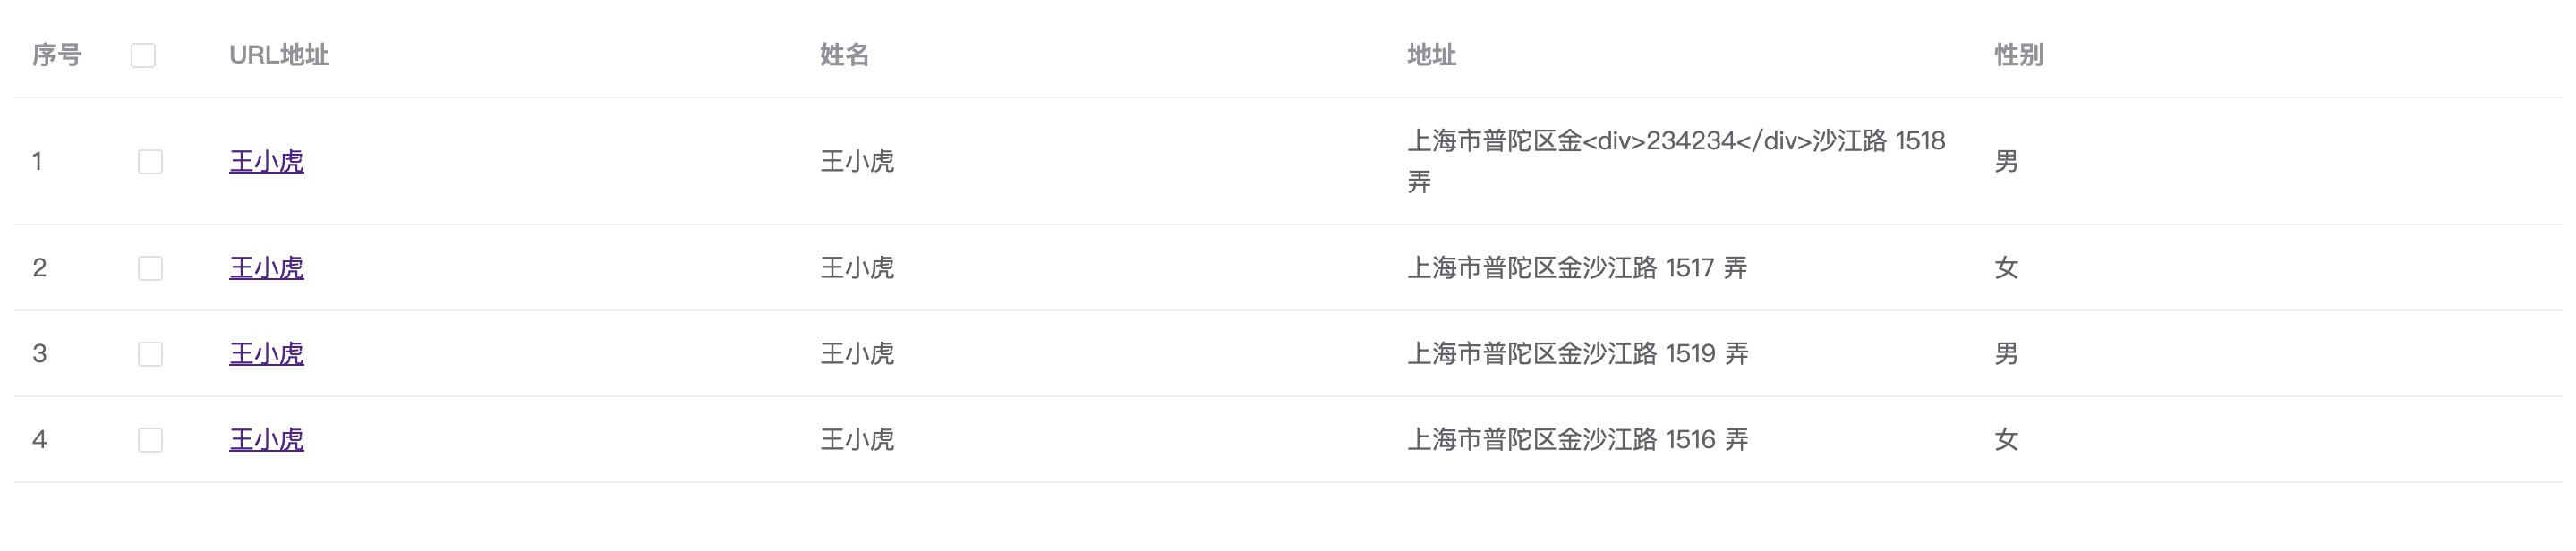 序号 URL地址 姓名 地址 性别
1 王小虎 王小虎 上海市普陀区金<div>234234</div>沙江路 1518 男
弄
2 王小虎 王小虎 上海市普陀区金沙江路 1517 弄 女
3 王小虎 王小虎 上海市普陀区金沙江路 1519 弄 男
4 王小虎 王小虎 上海市普陀区金沙江路 1516 弄 女